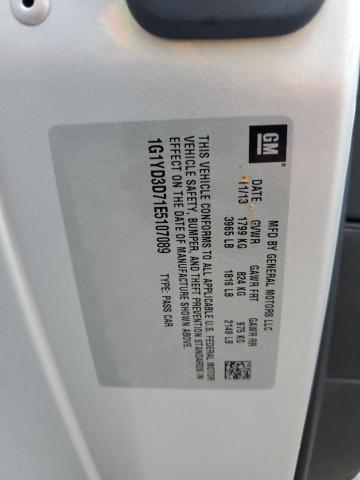 GM
MFD BY GENERAL MOTORS LLC
DATE GVWR GAWR FRT GAWR RR
11/13 1799 KG 824 KG 975 KG
3965 LB 1816 LB 2149 LB
THIS VEHICLE CONFORMS TO ALL APPLICABLE U.S. FEDERAL MOTOR
VEHICLE SAFETY, BUMPER, AND THEFT PREVENTION STANDARDS IN
EFFECT ON THE DATE OF MANUFACTURE SHOWN ABOVE.
1G1YD3D71E5107089 TYPE: PASS CAR